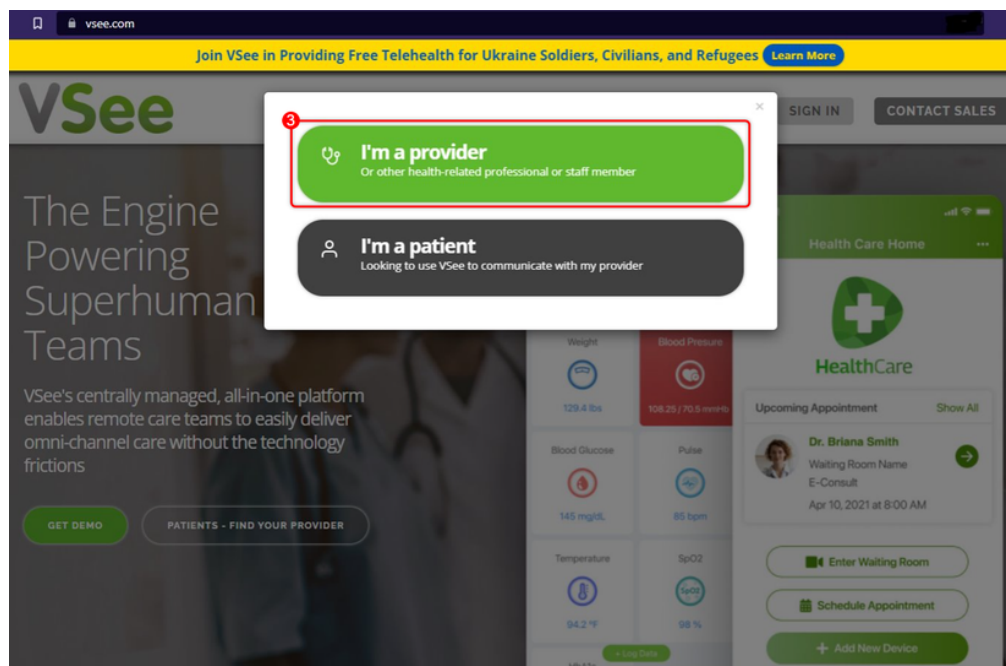 vsee.com
Join VSee in Providing Free Telehealth for Ukraine Soldiers, Civilians, and Refugees Learn More
VSee
SIGN IN
CONTACT SALES
3
×
I'm a provider
Or other health-related professional or staff member
I'm a patient
Looking to use VSee to communicate with my provider
The Engine
Powering
Superhuman
Teams
VSee's centrally managed, all-in-one platform
enables remote care teams to easily deliver
omni-channel care without the technology
frictions
GET DEMO
PATIENTS - FIND YOUR PROVIDER
Weight
129.4 lbs
Blood Presure
108.25 / 70.5 mmHb
Blood Glucose
145 mg/dL
Pulse
85 bpm
Temperature
94.2 °F
SpO2
SpO2
98 %
+ Log Data
Health Care Home
HealthCare
Upcoming Appointment Show All
Dr. Briana Smith
Waiting Room Name
E-Consult
Apr 10, 2021 at 8:00 AM
Enter Waiting Room
Schedule Appointment
+ Add New Device